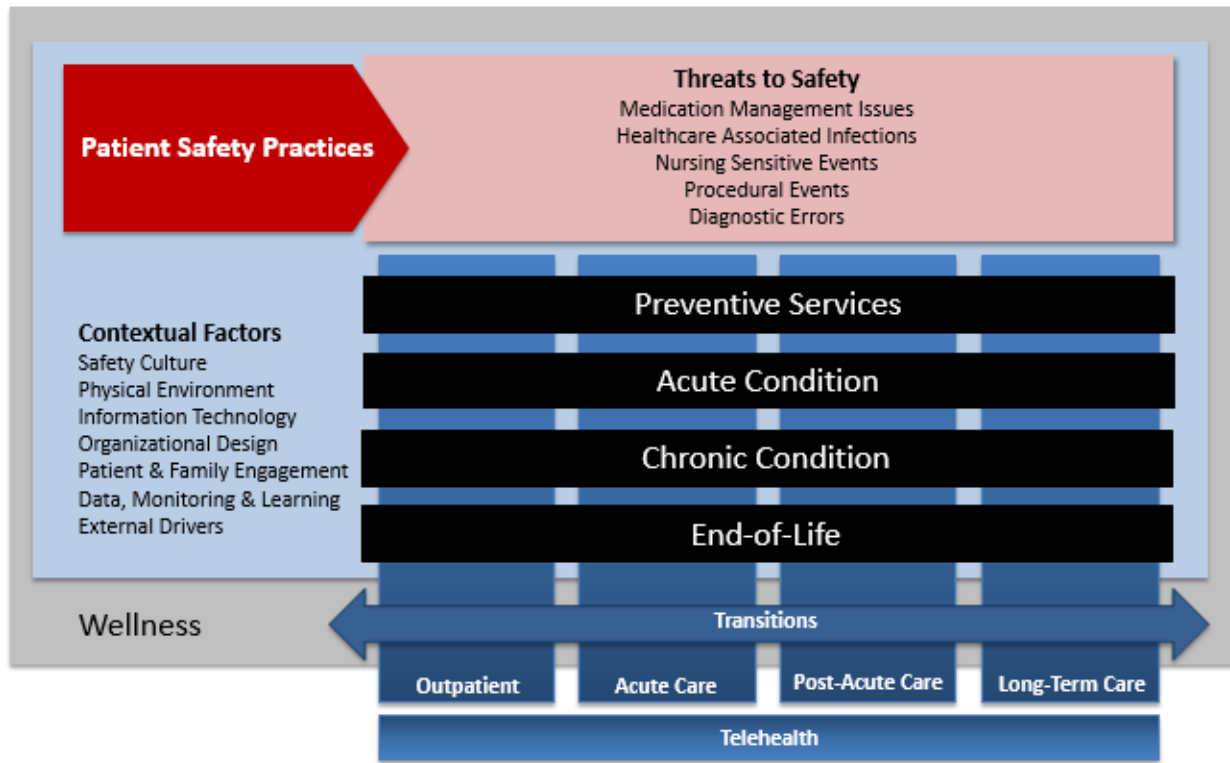 Patient Safety Practices
Threats to Safety
Medication Management Issues
Healthcare Associated Infections
Nursing Sensitive Events
Procedural Events
Diagnostic Errors
Contextual Factors
Safety Culture
Physical Environment
Information Technology
Organizational Design
Patient & Family Engagement
Data, Monitoring & Learning
External Drivers
Preventive Services
Acute Condition
Chronic Condition
End-of-Life
Wellness
Transitions
Outpatient
Acute Care
Post-Acute Care
Long-Term Care
Telehealth